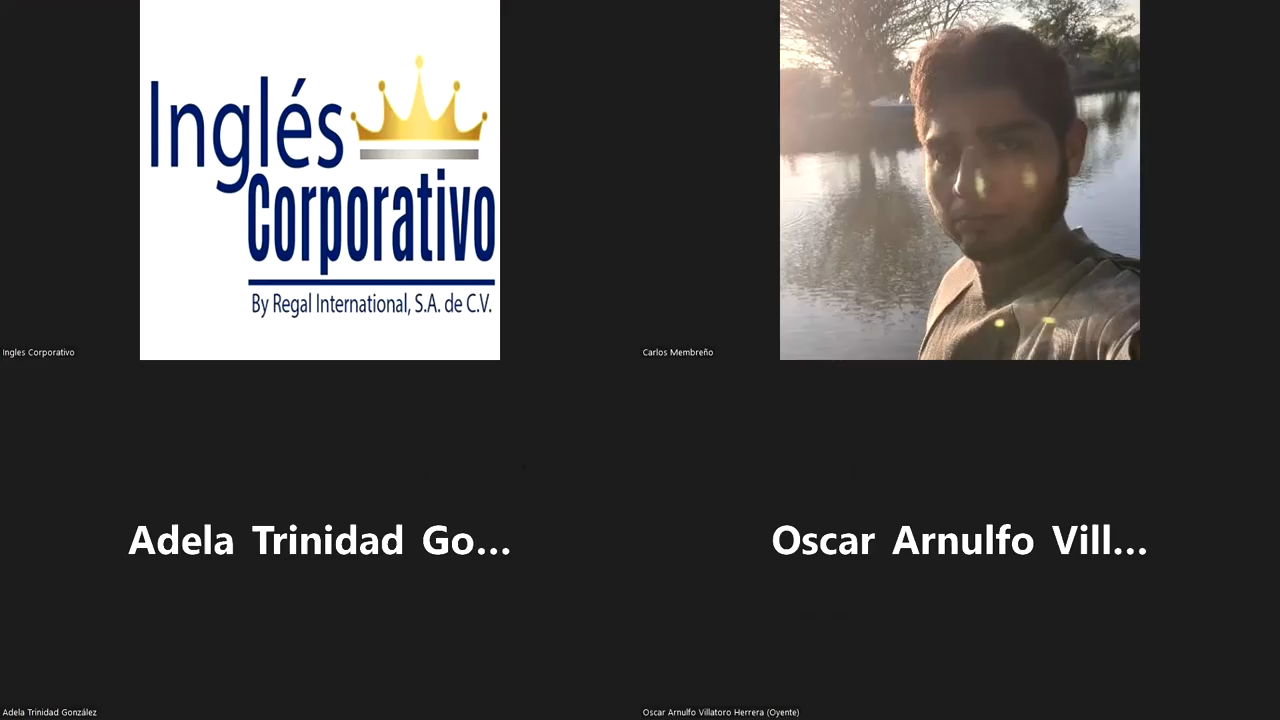 Inglés
Corporativo
By Regal International, S.A. de C.V.
Ingles Corporativo
Carlos Membreño
Adela Trinidad Go...
Oscar Arnulfo Vill...
Adela Trinidad González
Oscar Arnulfo Villatoro Herrera (Oyente)